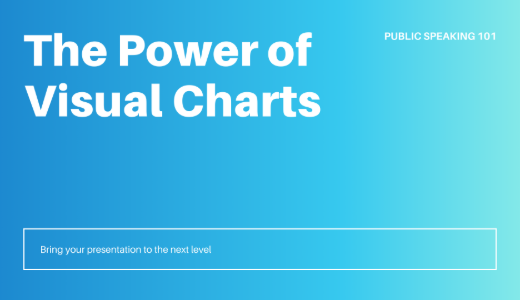 The Power of
Visual Charts
PUBLIC SPEAKING 101
Bring your presentation to the next level